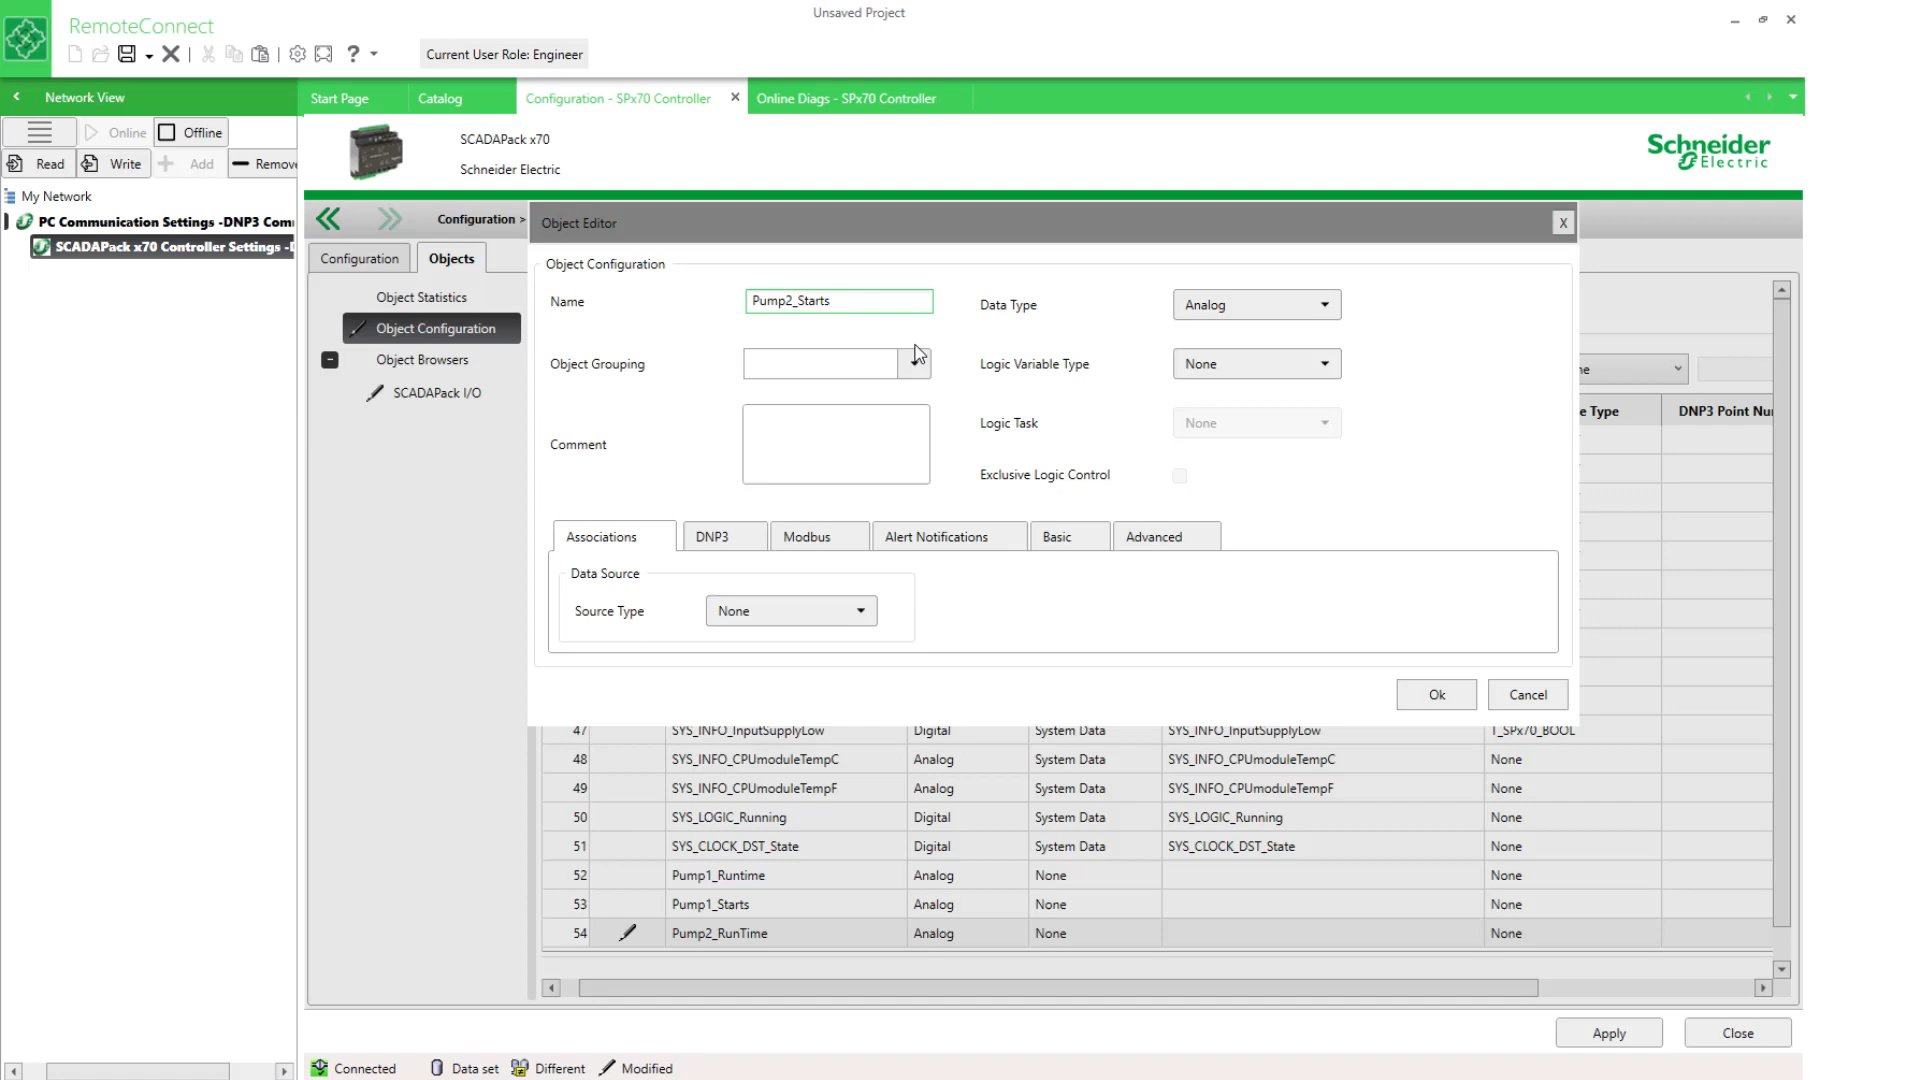 Unsaved Project
RemoteConnect
Current User Role: Engineer
Network View
Start Page
Catalog
Configuration - SPx70 Controller
Online Diags - SPx70 Controller
Online
Offline
Read
Write
Add
Remove
SCADAPack x70
Schneider Electric
Schneider
Electric
My Network
PC Communication Settings -DNP3 Com
SCADAPack x70 Controller Settings -D
Configuration >
Configuration
Objects
Object Statistics
Object Configuration
Object Browsers
SCADAPack I/O
Object Editor
X
Object Configuration
Name
Pump2_Starts
Data Type
Analog
Object Grouping
Logic Variable Type
None
Comment
Logic Task
None
Exclusive Logic Control
Associations
DNP3
Modbus
Alert Notifications
Basic
Advanced
Data Source
Source Type
None
Ok
Cancel
ne
e Type
DNP3 Point Nu
47 SYS_INFO_InputSupplyLow Digital System Data SYS_INFO_InputSupplyLow T_SPx70_BOOL
48 SYS_INFO_CPUmoduleTempC Analog System Data SYS_INFO_CPUmoduleTempC None
49 SYS_INFO_CPUmoduleTempF Analog System Data SYS_INFO_CPUmoduleTempF None
50 SYS_LOGIC_Running Digital System Data SYS_LOGIC_Running None
51 SYS_CLOCK_DST_State Digital System Data SYS_CLOCK_DST_State None
52 Pump1_Runtime Analog None None
53 Pump1_Starts Analog None None
54 Pump2_RunTime Analog None None
Apply
Close
Connected
Data set
Different
Modified